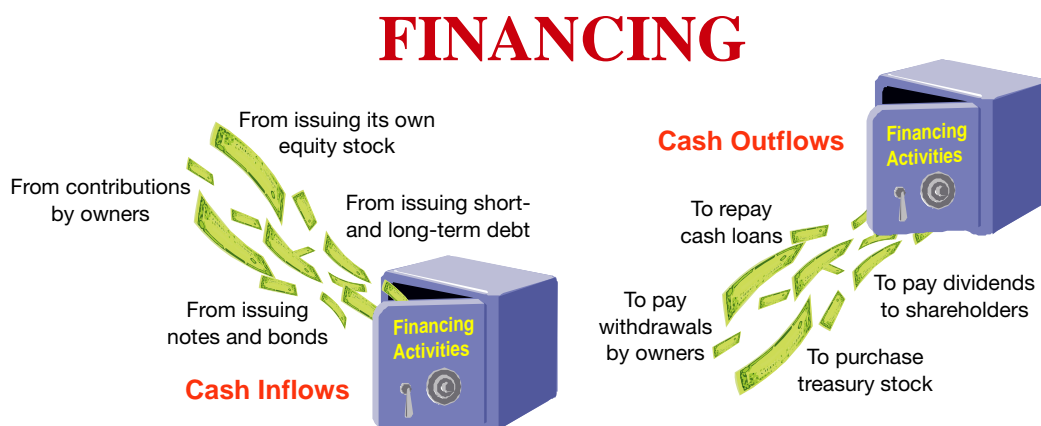 FINANCING
From issuing its own
equity stock
From contributions
by owners
From issuing short-
and long-term debt
From issuing
notes and bonds
Financing
Activities
Cash Inflows
Cash Outflows
Financing
Activities
To repay
cash loans
To pay
withdrawals
by owners
To pay dividends
to shareholders
To purchase
treasury stock